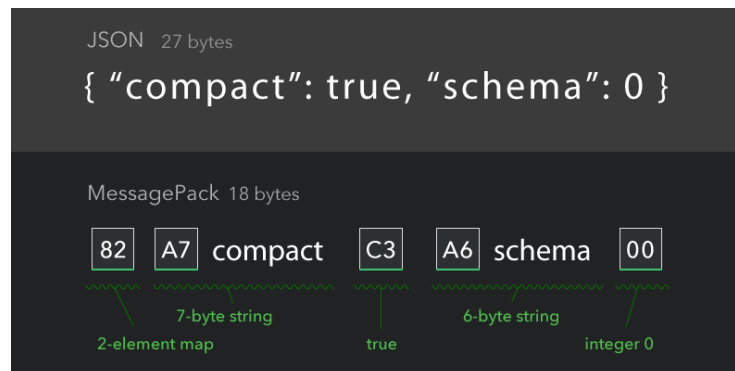 JSON 27 bytes
{ “compact”: true, “schema”: 0 }
MessagePack 18 bytes
82 A7 compact C3 A6 schema 00
7-byte string 6-byte string
2-element map true integer 0